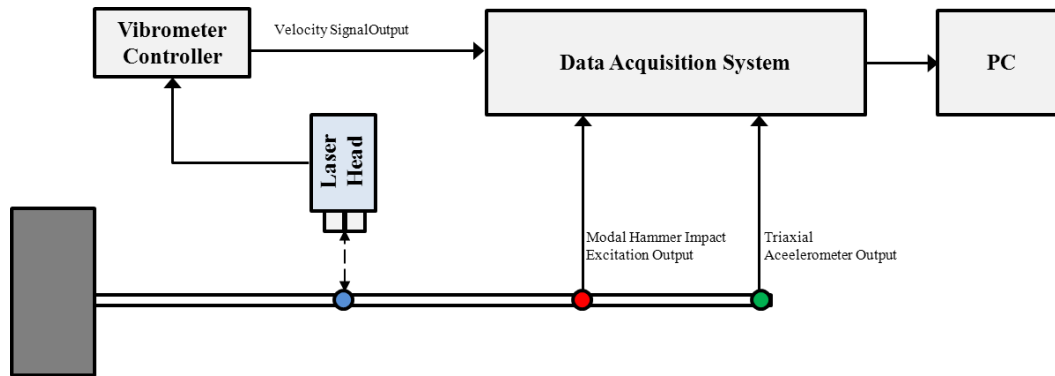 Vibrometer
Controller
Velocity SignalOutput
Data Acquisition System
PC
Laser
Head
Modal Hammer Impact
Excitation Output
Triaxial
Aceelerometer Output